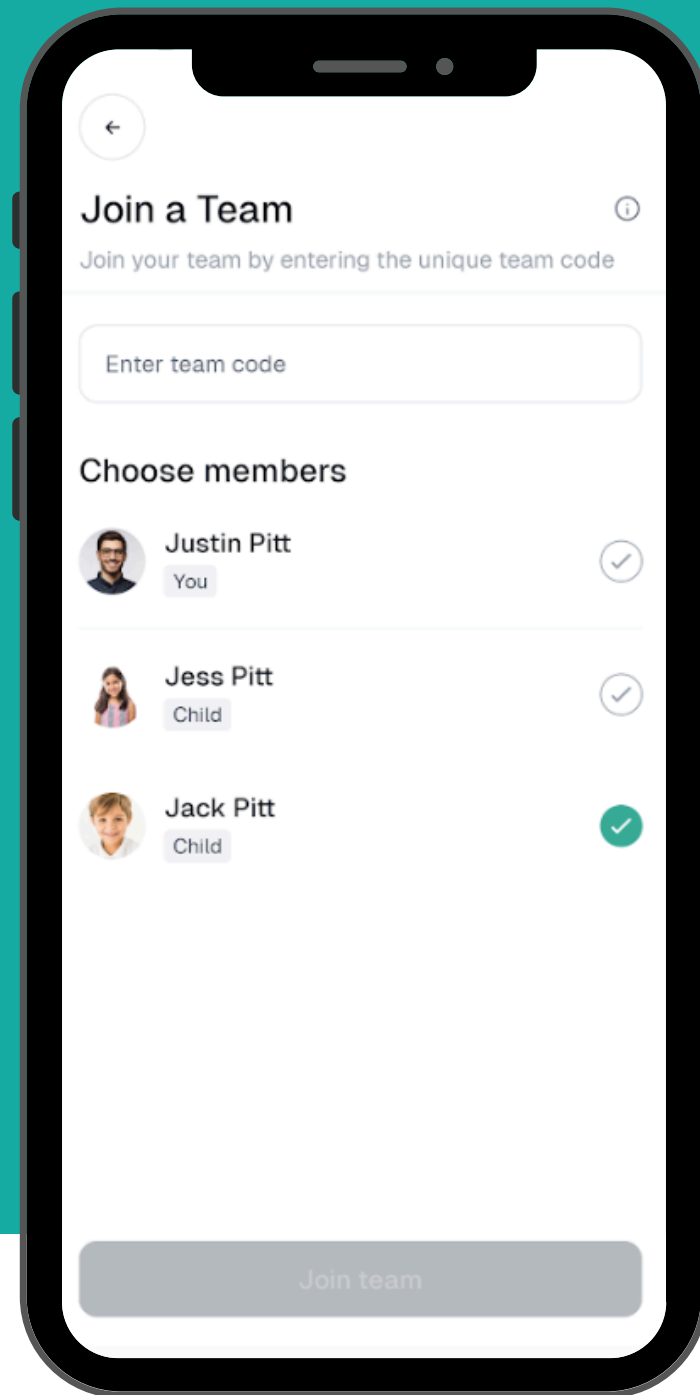 Join a Team
Join your team by entering the unique team code
Enter team code
Choose members
Justin Pitt
You
Jess Pitt
Child
Jack Pitt
Child
Join team